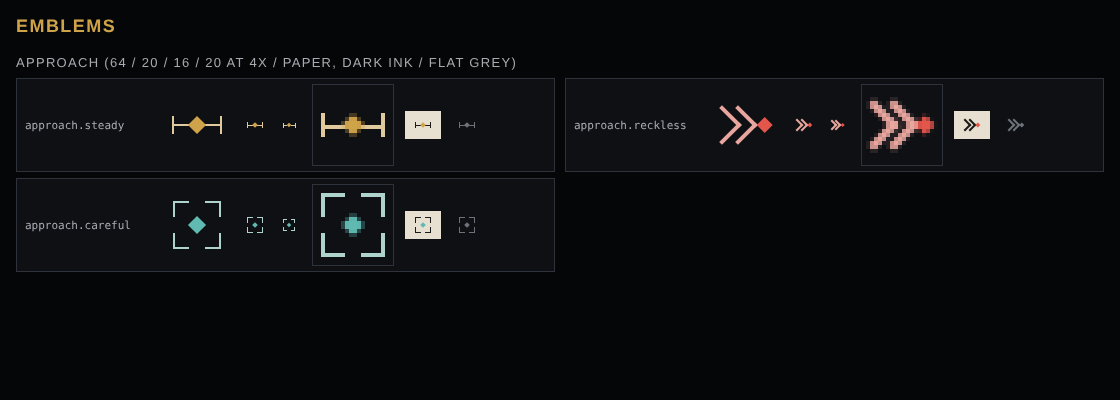 EMBLEMS
APPROACH (64 / 20 / 16 / 20 AT 4X / PAPER, DARK INK / FLAT GREY)
approach.steady
approach.reckless
approach.careful